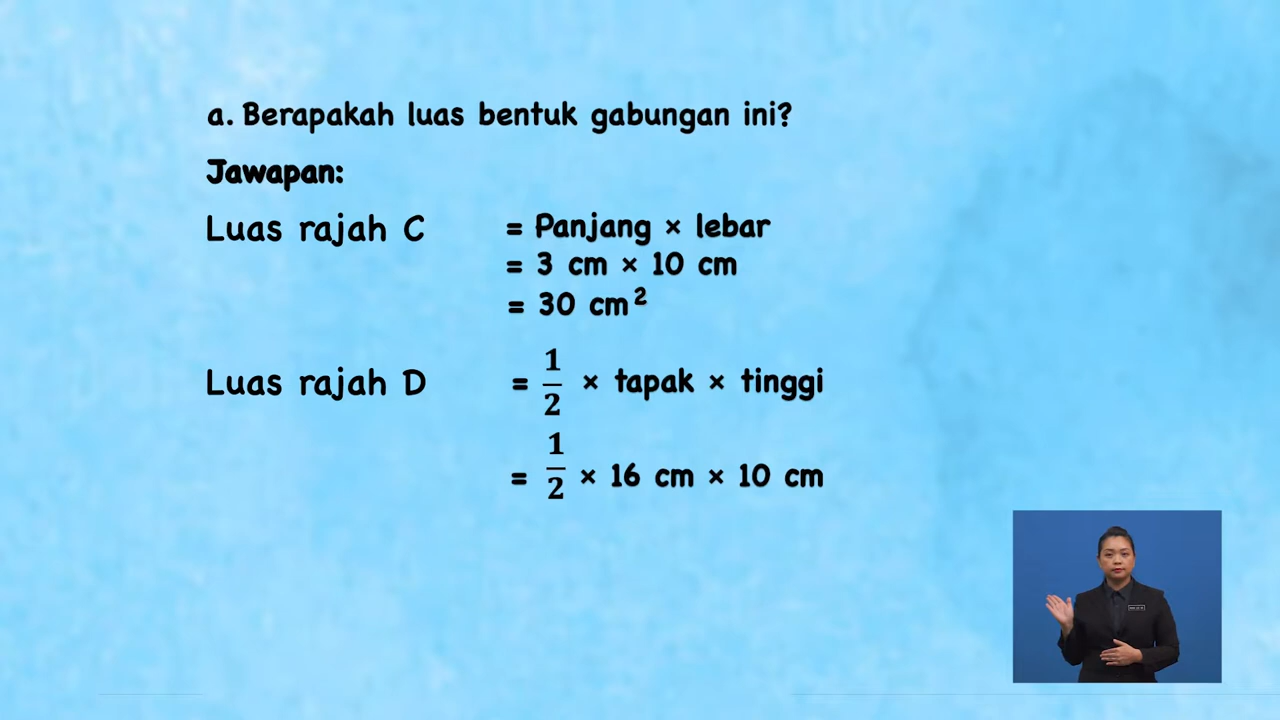 a. Berapakah luas bentuk gabungan ini?
Jawapan:
Luas rajah C = Panjang × lebar
= 3 cm × 10 cm
= 30 cm²
Luas rajah D = 1/2 × tapak × tinggi
= 1/2 × 16 cm × 10 cm